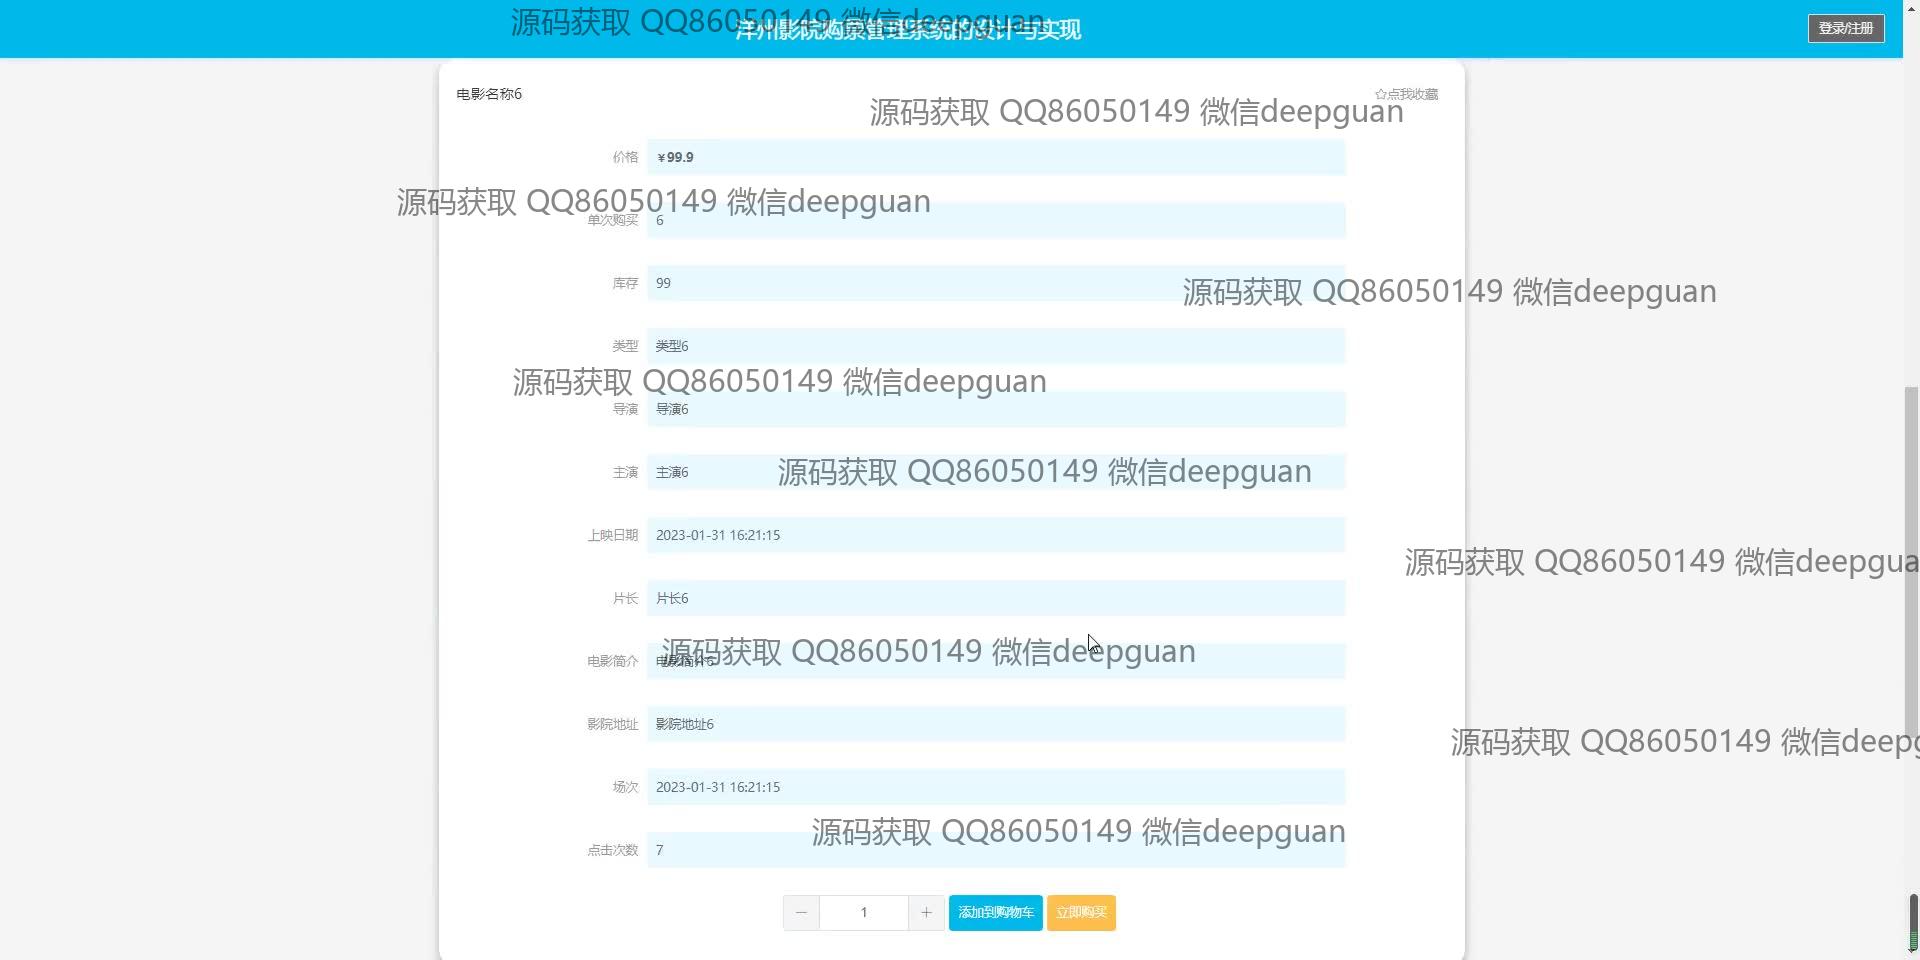 源码获取 QQ86050149 微信deepguan
洋州影院购票管理系统的设计与实现
登录/注册
电影名称6
☆点我收藏
源码获取 QQ86050149 微信deepguan
价格 ¥99.9
源码获取 QQ86050149 微信deepguan
单次购买 6
库存 99
源码获取 QQ86050149 微信deepguan
类型 类型6
源码获取 QQ86050149 微信deepguan
导演 导演6
主演 主演6
源码获取 QQ86050149 微信deepguan
上映日期 2023-01-31 16:21:15
源码获取 QQ86050149 微信deepgua
片长 片长6
源码获取 QQ86050149 微信deepguan
电影简介 电影简介6
影院地址 影院地址6
源码获取 QQ86050149 微信deepg
场次 2023-01-31 16:21:15
源码获取 QQ86050149 微信deepguan
点击次数 7
— 1 + 添加到购物车 立即购买